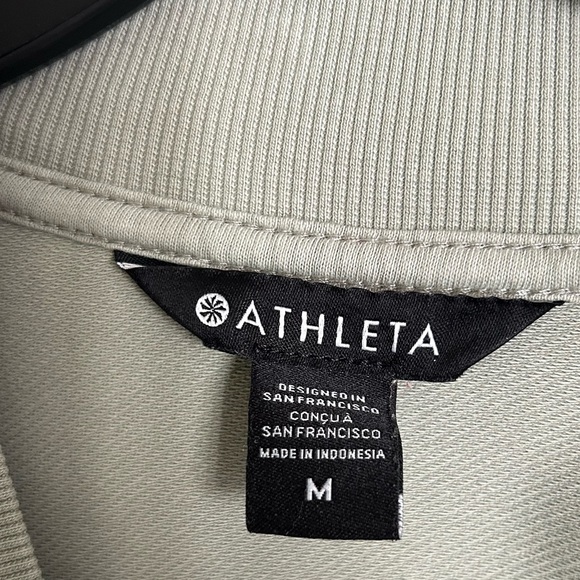 ATHLETA
DESIGNED IN
SAN FRANCISCO
CONÇU À
SAN FRANCISCO
MADE IN INDONESIA
M